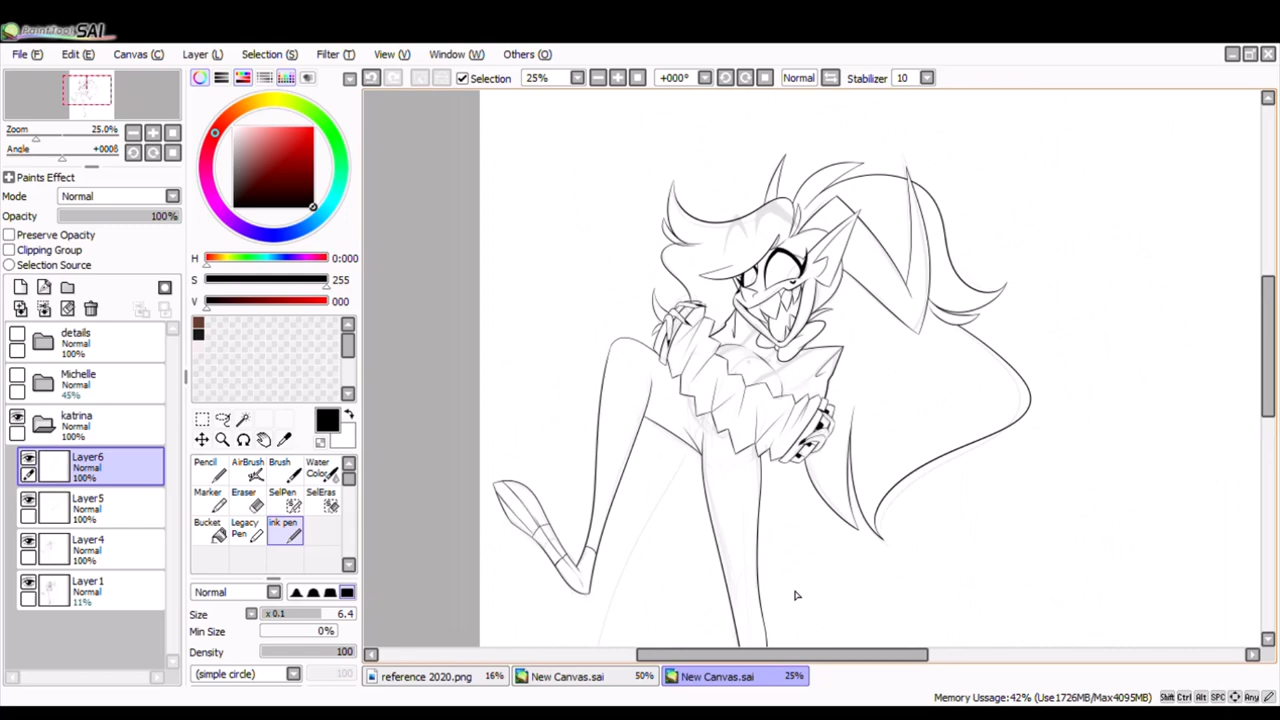 PaintTool SAI
File (F) Edit (E) Canvas (C) Layer (L) Selection (S) Filter (T) View (V) Window (W) Others (O)
Selection 25% +000° Normal Stabilizer 10
Zoom 25.0%
Angle +000ß
Paints Effect
Mode Normal
Opacity 100%
Preserve Opacity
Clipping Group
Selection Source
details
Normal
100%
Michelle
Normal
45%
katrina
Normal
100%
Layer6
Normal
100%
Layer5
Normal
100%
Layer4
Normal
100%
Layer1
Normal
11%
H 0:000
S 255
V 000
Pencil AirBrush Brush Water Color
Marker Eraser SelPen SelEras
Bucket Legacy Pen ink pen
Normal
Size x 0.1 6.4
Min Size 0%
Density 100
(simple circle) 100
reference 2020.png 16% New Canvas.sai 50% New Canvas.sai 25%
Memory Ussage:42% (Use1726MB/Max4095MB) Shift Ctrl Alt SPC Any